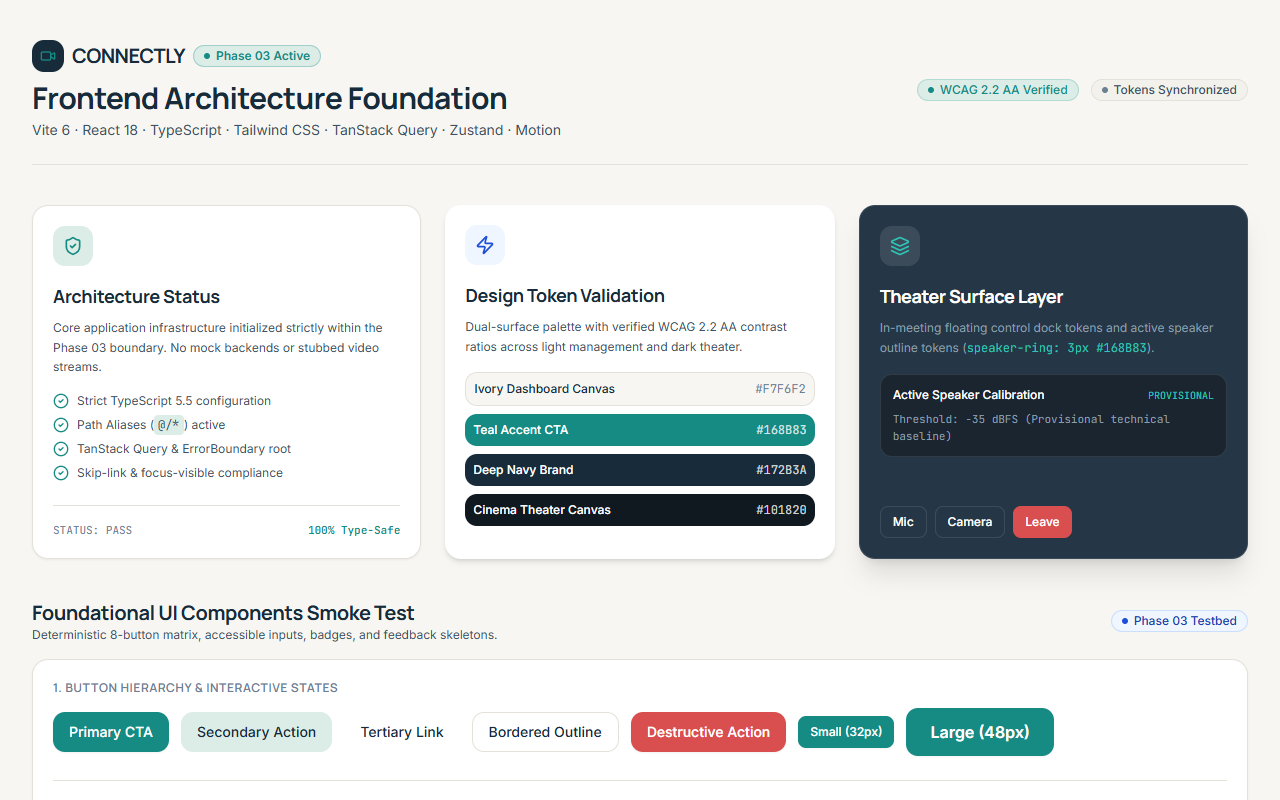 CONNECTLY
Phase 03 Active
Frontend Architecture Foundation
Vite 6 · React 18 · TypeScript · Tailwind CSS · TanStack Query · Zustand · Motion
WCAG 2.2 AA Verified
Tokens Synchronized
Architecture Status
Core application infrastructure initialized strictly within the
Phase 03 boundary. No mock backends or stubbed video
streams.
Strict TypeScript 5.5 configuration
Path Aliases (@/*) active
TanStack Query & ErrorBoundary root
Skip-link & focus-visible compliance
STATUS: PASS
100% Type-Safe
Design Token Validation
Dual-surface palette with verified WCAG 2.2 AA contrast
ratios across light management and dark theater.
Ivory Dashboard Canvas #F7F6F2
Teal Accent CTA #168B83
Deep Navy Brand #172B3A
Cinema Theater Canvas #101820
Theater Surface Layer
In-meeting floating control dock tokens and active speaker
outline tokens (speaker-ring: 3px #168B83).
Active Speaker Calibration PROVISIONAL
Threshold: -35 dBFS (Provisional technical
baseline)
Mic Camera Leave
Foundational UI Components Smoke Test
Deterministic 8-button matrix, accessible inputs, badges, and feedback skeletons.
Phase 03 Testbed
1. BUTTON HIERARCHY & INTERACTIVE STATES
Primary CTA Secondary Action Tertiary Link Bordered Outline Destructive Action Small (32px) Large (48px)